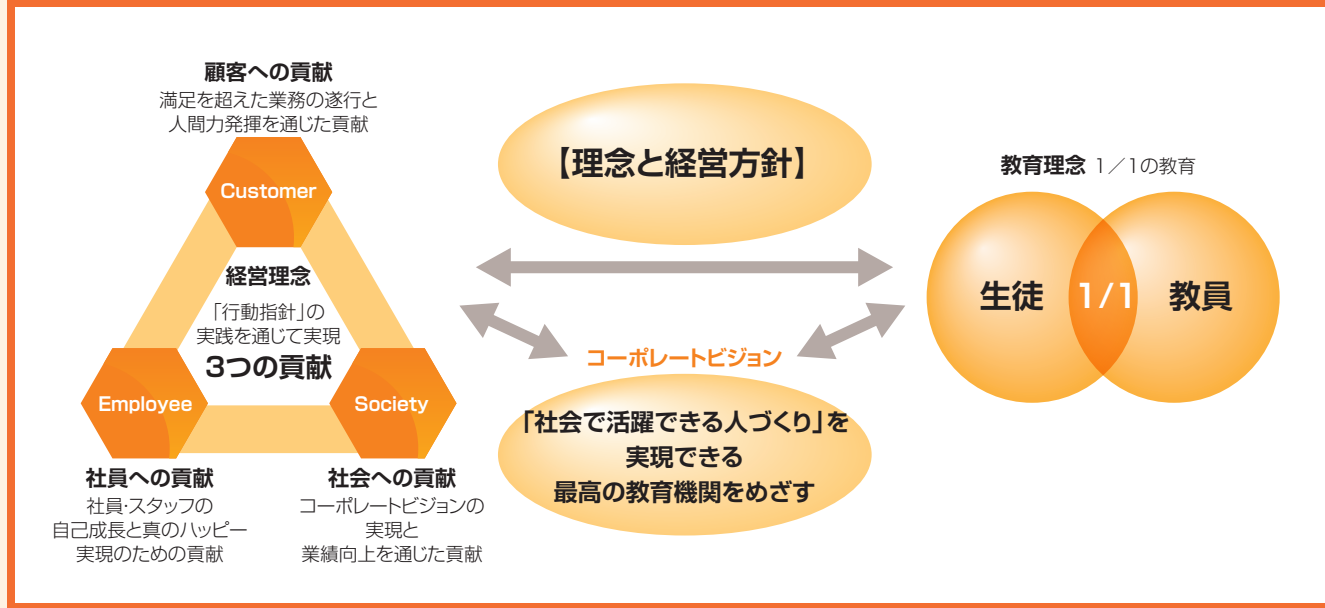 顧客への貢献
満足を超えた業務の遂行と
人間力発揮を通じた貢献
Customer
経営理念
「行動指針」の
実践を通じて実現
3つの貢献
Employee
Society
社員への貢献
社員・スタッフの
自己成長と真のハッピー
実現のための貢献
社会への貢献
コーポレートビジョンの
実現と
業績向上を通じた貢献
【理念と経営方針】
コーポレートビジョン
「社会で活躍できる人づくり」を
実現できる
最高の教育機関をめざす
教育理念 1/1の教育
生徒 1/1 教員